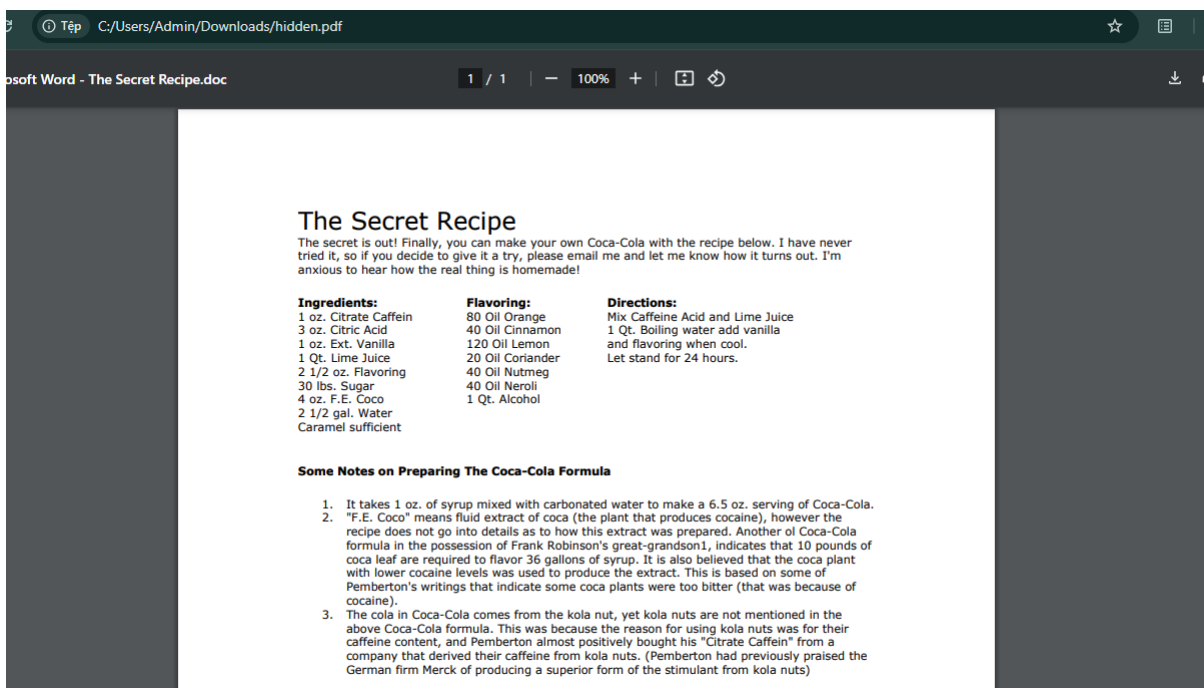 Tệp C:/Users/Admin/Downloads/hidden.pdf
osoft Word - The Secret Recipe.doc 1 / 1 100%
The Secret Recipe
The secret is out! Finally, you can make your own Coca-Cola with the recipe below. I have never
tried it, so if you decide to give it a try, please email me and let me know how it turns out. I'm
anxious to hear how the real thing is homemade!
Ingredients:
1 oz. Citrate Caffein
3 oz. Citric Acid
1 oz. Ext. Vanilla
1 Qt. Lime Juice
2 1/2 oz. Flavoring
30 lbs. Sugar
4 oz. F.E. Coco
2 1/2 gal. Water
Caramel sufficient
Flavoring:
80 Oil Orange
40 Oil Cinnamon
120 Oil Lemon
20 Oil Coriander
40 Oil Nutmeg
40 Oil Neroli
1 Qt. Alcohol
Directions:
Mix Caffeine Acid and Lime Juice
1 Qt. Boiling water add vanilla
and flavoring when cool.
Let stand for 24 hours.
Some Notes on Preparing The Coca-Cola Formula
1. It takes 1 oz. of syrup mixed with carbonated water to make a 6.5 oz. serving of Coca-Cola.
2. "F.E. Coco" means fluid extract of coca (the plant that produces cocaine), however the
recipe does not go into details as to how this extract was prepared. Another ol Coca-Cola
formula in the possession of Frank Robinson's great-grandson1, indicates that 10 pounds of
coca leaf are required to flavor 36 gallons of syrup. It is also believed that the coca plant
with lower cocaine levels was used to produce the extract. This is based on some of
Pemberton's writings that indicate some coca plants were too bitter (that was because of
cocaine).
3. The cola in Coca-Cola comes from the kola nut, yet kola nuts are not mentioned in the
above Coca-Cola formula. This was because the reason for using kola nuts was for their
caffeine content, and Pemberton almost positively bought his "Citrate Caffein" from a
company that derived their caffeine from kola nuts. (Pemberton had previously praised the
German firm Merck of producing a superior form of the stimulant from kola nuts)